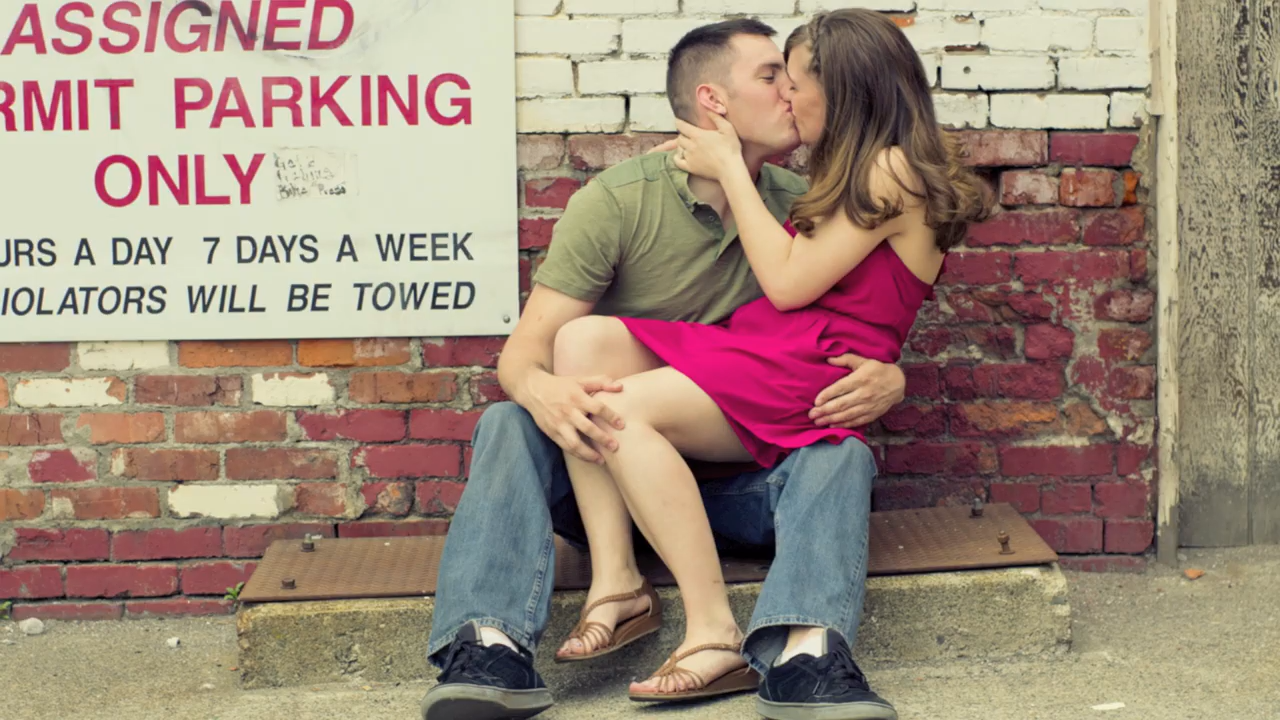 ASSIGNED
RMIT PARKING
ONLY
URS A DAY 7 DAYS A WEEK
IOLATORS WILL BE TOWED